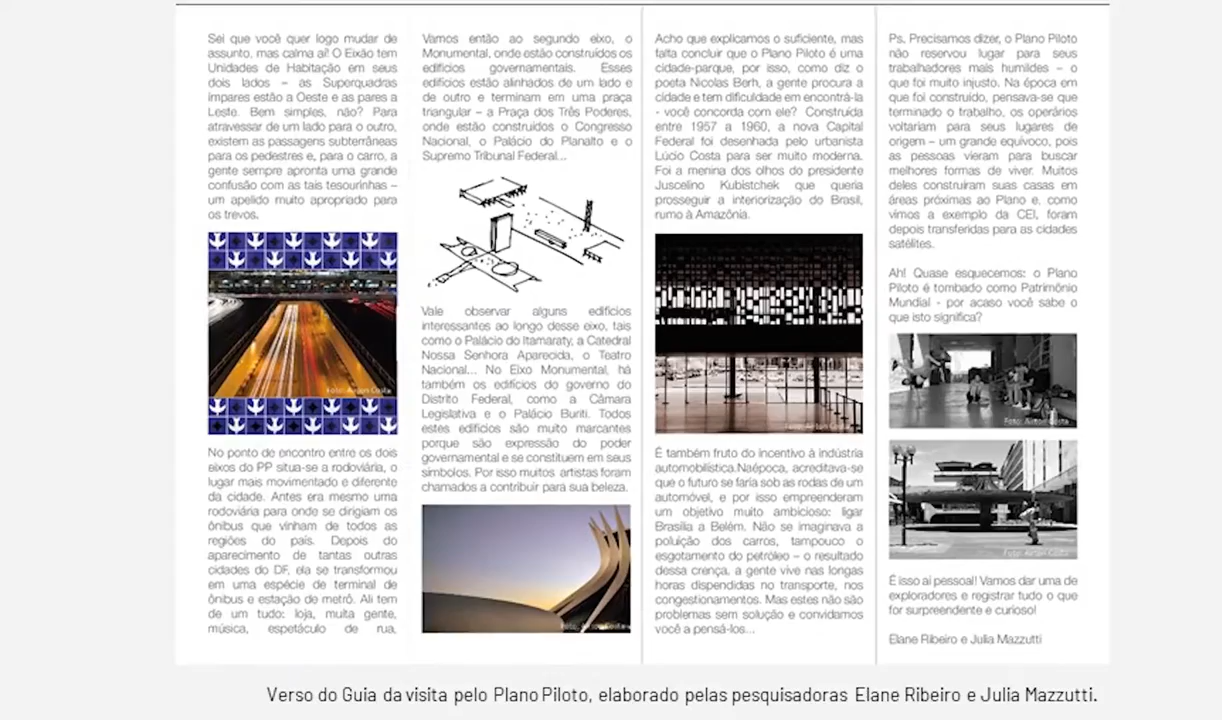 Sei que você quer logo mudar de
assunto, mas calma aí! O Eixão tem
Unidades de Habitação em seus
dois lados – as Superquadras
ímpares estão a Oeste e as pares a
Leste. Bem simples, não? Para
atravessar de um lado para o outro,
existem as passagens subterrâneas
para os pedestres e, para o carro, a
gente sempre apronta uma grande
confusão com as tais tesourinhas –
um apelido muito apropriado para
os trevos.
Foto: Airton Costa
No ponto de encontro entre os dois
eixos do PP situa-se a rodoviária, o
lugar mais movimentado e diferente
da cidade. Antes era mesmo uma
rodoviária para onde se dirigiam os
ônibus que vinham de todos as
regiões do país. Depois do
aparecimento de tantas outras
cidades do DF, ela se transformou
em uma espécie de terminal de
ônibus e estação de metrô. Ali tem
de um tudo: loja, muita gente,
música, espetáculo de rua,
Vamos então ao segundo eixo, o
Monumental, onde estão construídos os
edifícios governamentais. Esses
edifícios estão alinhados de um lado e
de outro e terminam em uma praça
triangular – a Praça dos Três Poderes,
onde estão construídos o Congresso
Nacional, o Palácio do Planalto e o
Supremo Tribunal Federal...
Vale observar alguns edifícios
interessantes ao longo desse eixo, tais
como o Palácio do Itamaraty, a Catedral
Nossa Senhora Aparecida, o Teatro
Nacional... No Eixo Monumental, há
também os edifícios do governo do
Distrito Federal, como a Câmara
Legislativa e o Palácio Buriti. Todos
estes edifícios são muito marcantes
porque são expressão do poder
governamental e se constituem em seus
símbolos. Por isso muitos artistas foram
chamados a contribuir para sua beleza.
Foto: Airton Costa
Acho que explicamos o suficiente, mas
falta concluir que o Plano Piloto é uma
cidade-parque, por isso, como diz o
poeta Nicolas Berh, a gente procura a
cidade e tem dificuldade em encontrá-la
- você concorda com ele? Construída
entre 1957 a 1960, a nova Capital
Federal foi desenhada pelo urbanista
Lúcio Costa para ser muito moderna.
Foi a menina dos olhos do presidente
Juscelino Kubistchek que queria
prosseguir a interiorização do Brasil,
rumo à Amazônia.
Foto: Airton Costa
É também fruto do incentivo à indústria
automobilística.Naépoca, acreditava-se
que o futuro se faria sob as rodas de um
automóvel, e por isso empreenderam
um objetivo muito ambicioso: ligar
Brasília a Belém. Não se imaginava a
poluição dos carros, tampouco o
esgotamento do petróleo – o resultado
dessa crença, a gente vive nas longas
horas dispendidas no transporte, nos
congestionamentos. Mas estes não são
problemas sem solução e convidamos
você a pensá-los...
Ps. Precisamos dizer, o Plano Piloto
não reservou lugar para seus
trabalhadores mais humildes – o
que foi muito injusto. Na época em
que foi construído, pensava-se que
terminado o trabalho, os operários
voltariam para seus lugares de
origem – um grande equívoco, pois
as pessoas vieram para buscar
melhores formas de viver. Muitos
deles construíram suas casas em
áreas próximas ao Plano e, como
vimos a exemplo da CEI, foram
depois transferidas para as cidades
satélites.
Ah! Quase esquecemos: o Plano
Piloto é tombado como Patrimônio
Mundial - por acaso você sabe o
que isto significa?
Foto: Airton Costa
Foto: Airton Costa
É isso aí pessoal! Vamos dar uma de
exploradores e registrar tudo o que
for surpreendente e curioso!
Elane Ribeiro e Julia Mazzutti
Verso do Guia da visita pelo Plano Piloto, elaborado pelas pesquisadoras Elane Ribeiro e Julia Mazzutti.